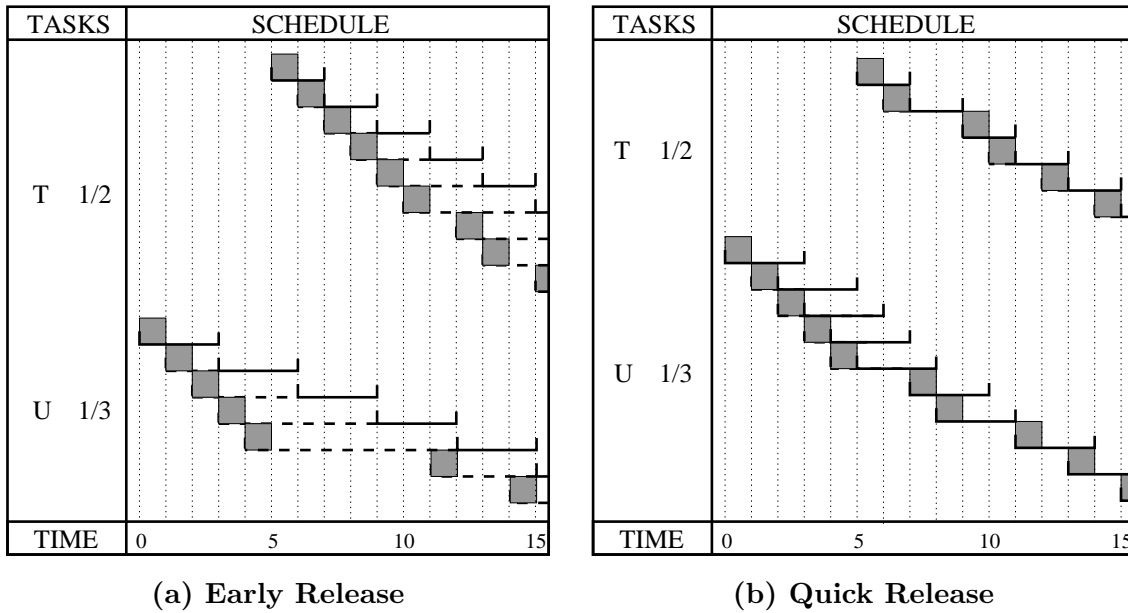 TASKS SCHEDULE
T 1/2
U 1/3
TIME 0 5 10 15
(a) Early Release
TASKS SCHEDULE
T 1/2
U 1/3
TIME 0 5 10 15
(b) Quick Release